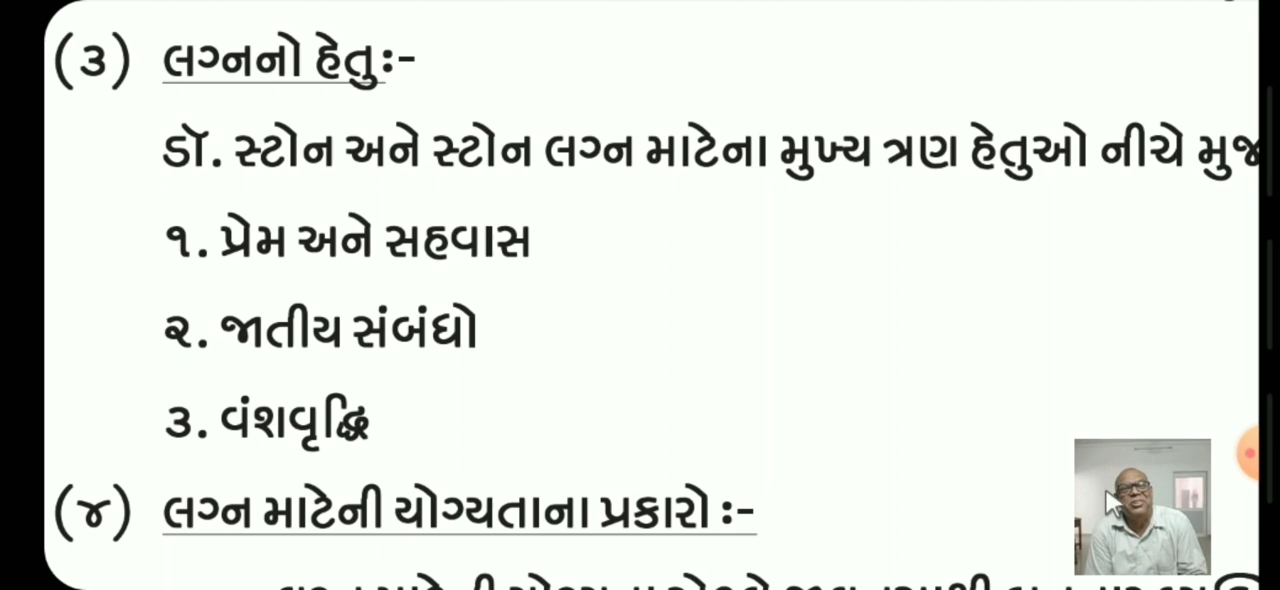 (૩) લગ્નનો હેતુઃ-
ડૉ. સ્ટોન અને સ્ટોન લગ્ન માટેના મુખ્ય ત્રણ હેતુઓ નીચે
૧. પ્રેમ અને સહવાસ
૨. જાતીય સંબંધો
૩. વંશવૃદ્ધિ
(૪) લગ્ન માટેની યોગ્યતાના પ્રકારો :-